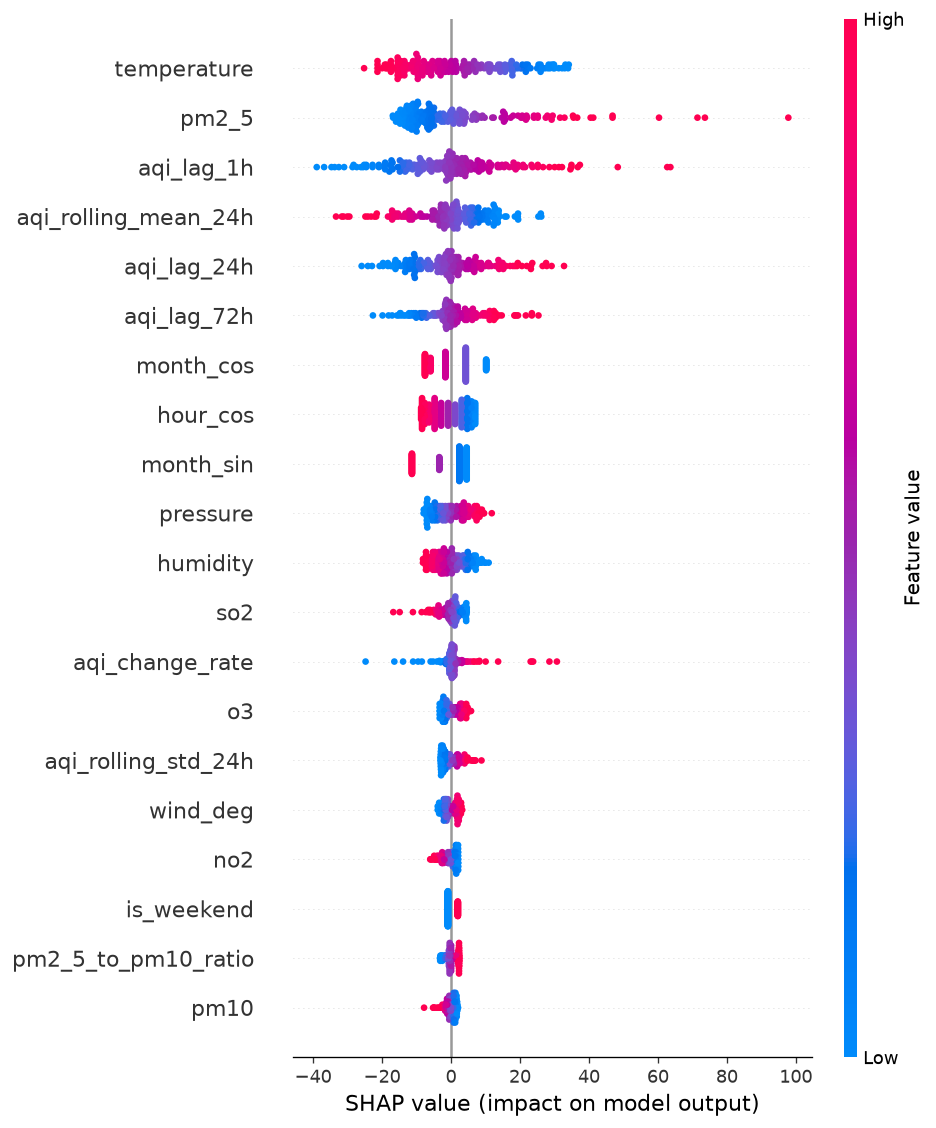 High
temperature
pm2_5
aqi_lag_1h
aqi_rolling_mean_24h
aqi_lag_24h
aqi_lag_72h
month_cos
hour_cos
month_sin
pressure
humidity
so2
aqi_change_rate
o3
aqi_rolling_std_24h
wind_deg
no2
is_weekend
pm2_5_to_pm10_ratio
pm10
Feature value
Low
−40 −20 0 20 40 60 80 100
SHAP value (impact on model output)